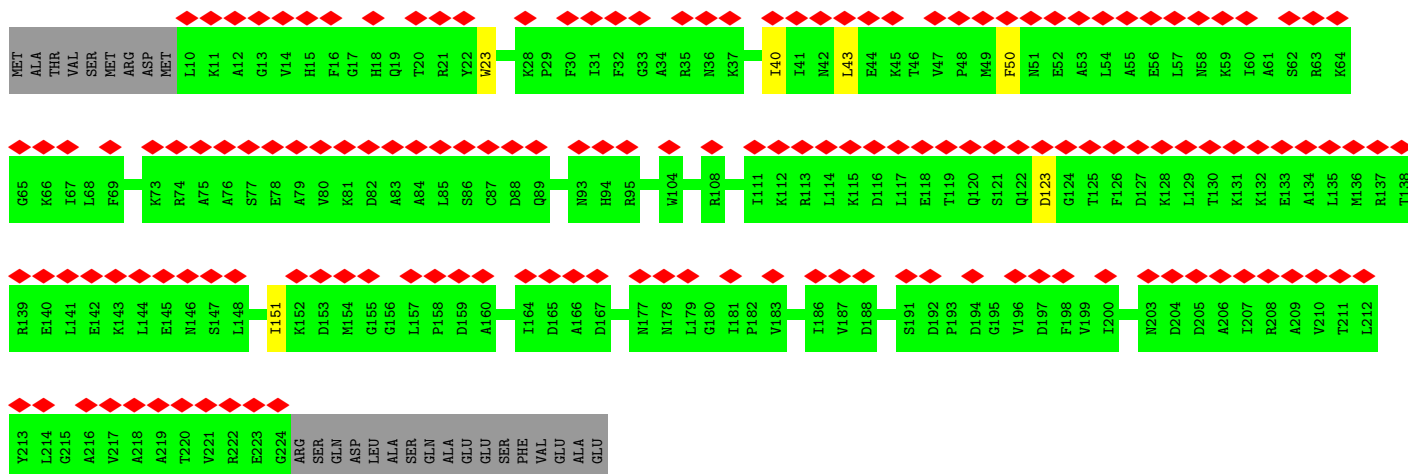 MET ALA THR VAL SER MET ARG ASP MET L10 K11 A12 G13 V14 H15 F16 G17 H18 Q19 T20 R21 Y22 W23 K28 P29 F30 I31 F32 G33 A34 R35 N36 K37 I40 I41 N42 L43 E44 K45 T46 V47 P48 M49 F50 N51 E52 A53 L54 A55 E56 L57 N58 K59 I60 A61 S62 R63 K64
G65 K66 I67 L68 F69 K73 R74 A75 A76 S77 E78 A79 V80 K81 D82 A83 A84 L85 S86 C87 D88 Q89 N93 H94 R95 W104 R108 I111 K112 R113 L114 K115 D116 L117 E118 T119 Q120 S121 Q122 D123 G124 T125 F126 D127 K128 L129 T130 K131 K132 E133 A134 L135 M136 R137 T138
R139 E140 L141 E142 K143 L144 E145 N146 S147 L148 I151 K152 D153 M154 G155 G156 L157 P158 D159 A160 I164 D165 A166 D167 N177 N178 L179 G180 I181 P182 V183 I186 V187 D188 S191 D192 P193 D194 G195 V196 D197 F198 V199 I200 N203 D204 D205 A206 I207 R208 A209 V210 T211 L212
Y213 L214 G215 A216 V217 A218 A219 T220 V221 R222 E223 G224 ARG SER GLN ASP LEU ALA SER GLN ALA GLU GLU SER PHE VAL GLU ALA GLU